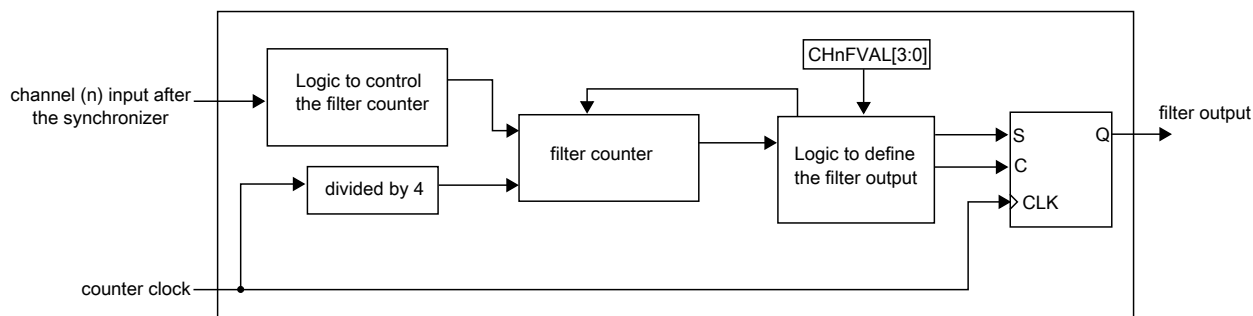 CHnFVAL[3:0]
Logic to control
the filter counter
channel (n) input after
the synchronizer
filter output
S
Q
filter counter
Logic to define
the filter output
C
divided by 4
CLK
counter clock